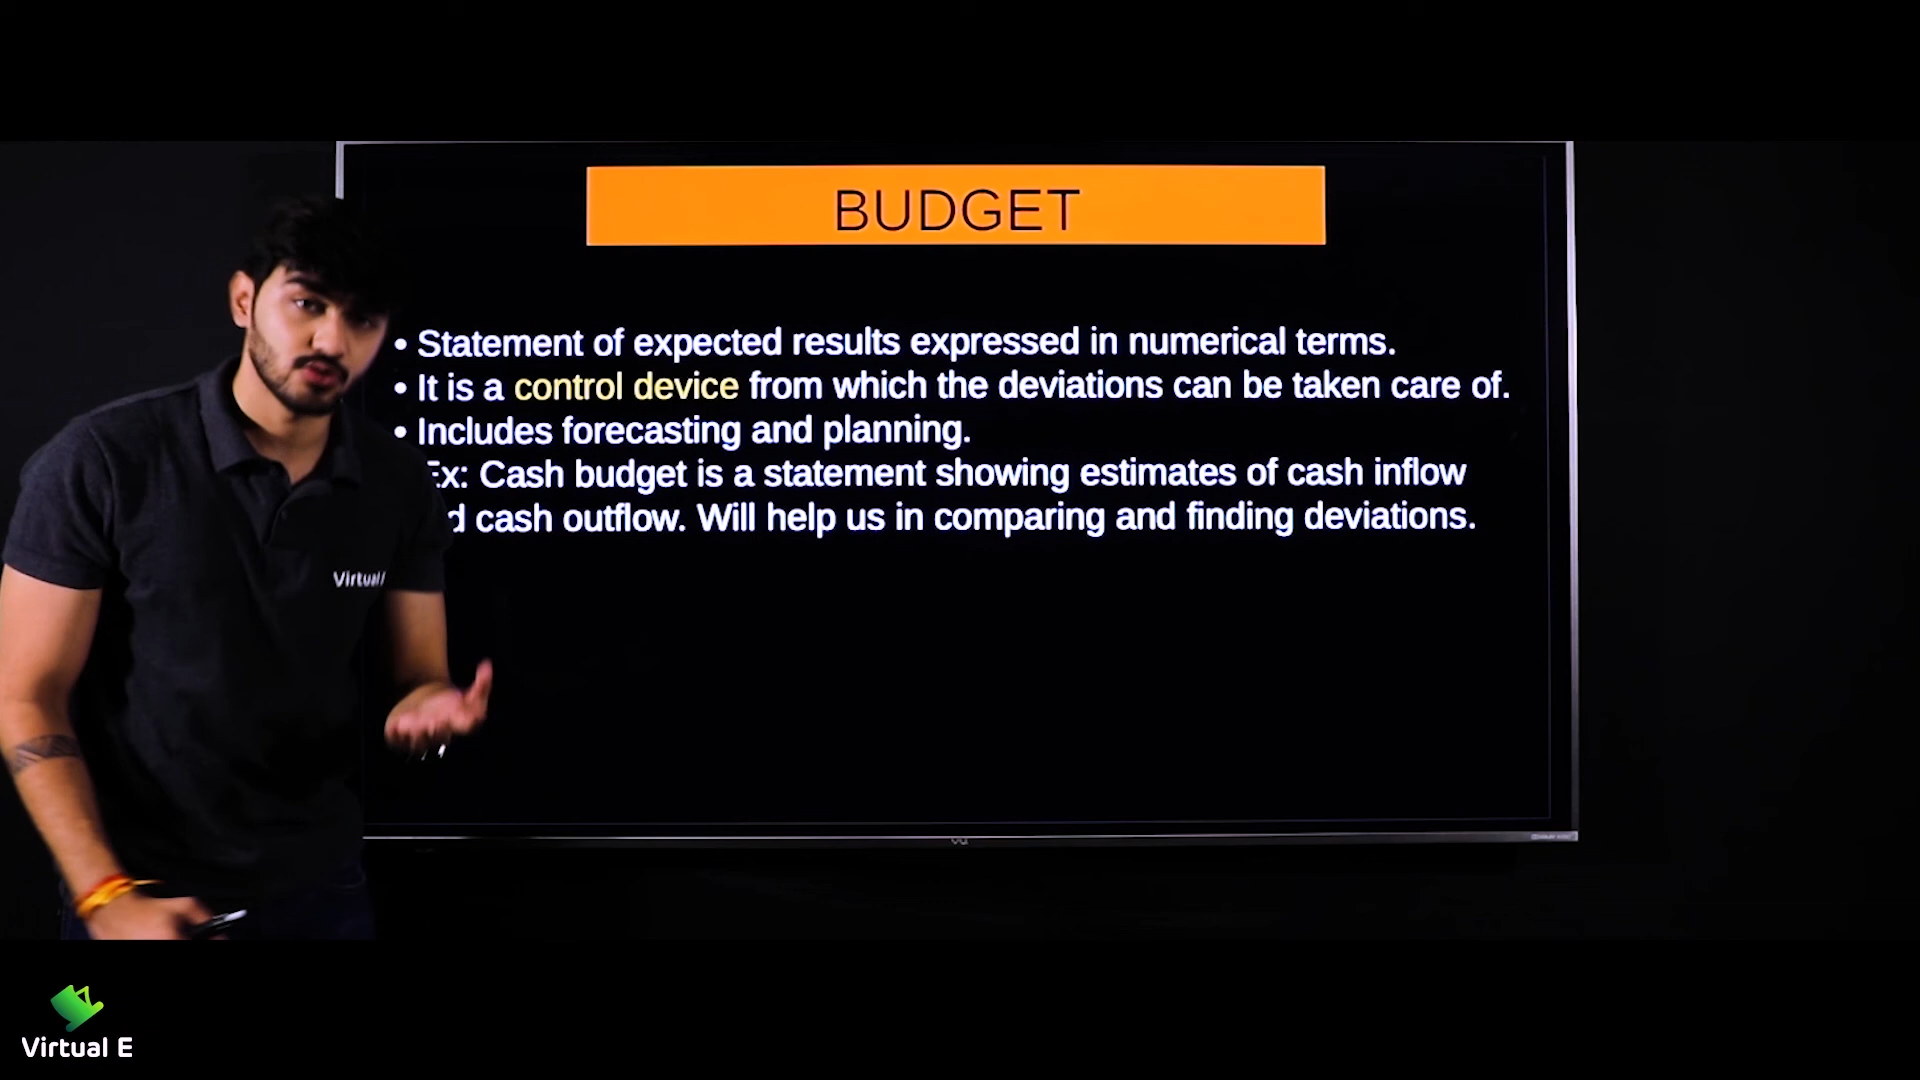 BUDGET
• Statement of expected results expressed in numerical terms.
• It is a control device from which the deviations can be taken care of.
• Includes forecasting and planning.
Ex: Cash budget is a statement showing estimates of cash inflow
cash outflow. Will help us in comparing and finding deviations.
Virtual
Vu
Virtual E